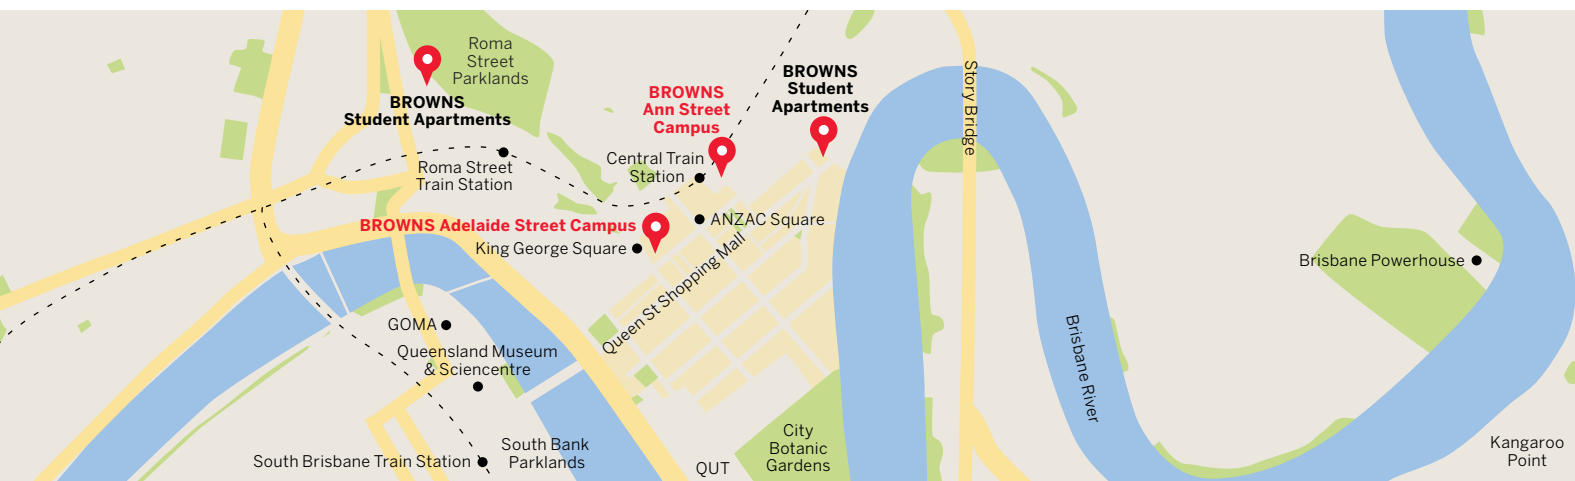 Roma
Street
Parklands
BROWNS
Student Apartments
BROWNS
Ann Street
Campus
BROWNS
Student
Apartments
Story Bridge
Roma Street
Train Station
Central Train
Station
BROWNS Adelaide Street Campus
ANZAC Square
King George Square
Queen St Shopping Mall
Brisbane Powerhouse
GOMA
Queensland Museum
& Sciencentre
Brisbane River
South Brisbane Train Station
South Bank
Parklands
QUT
City
Botanic
Gardens
Kangaroo
Point